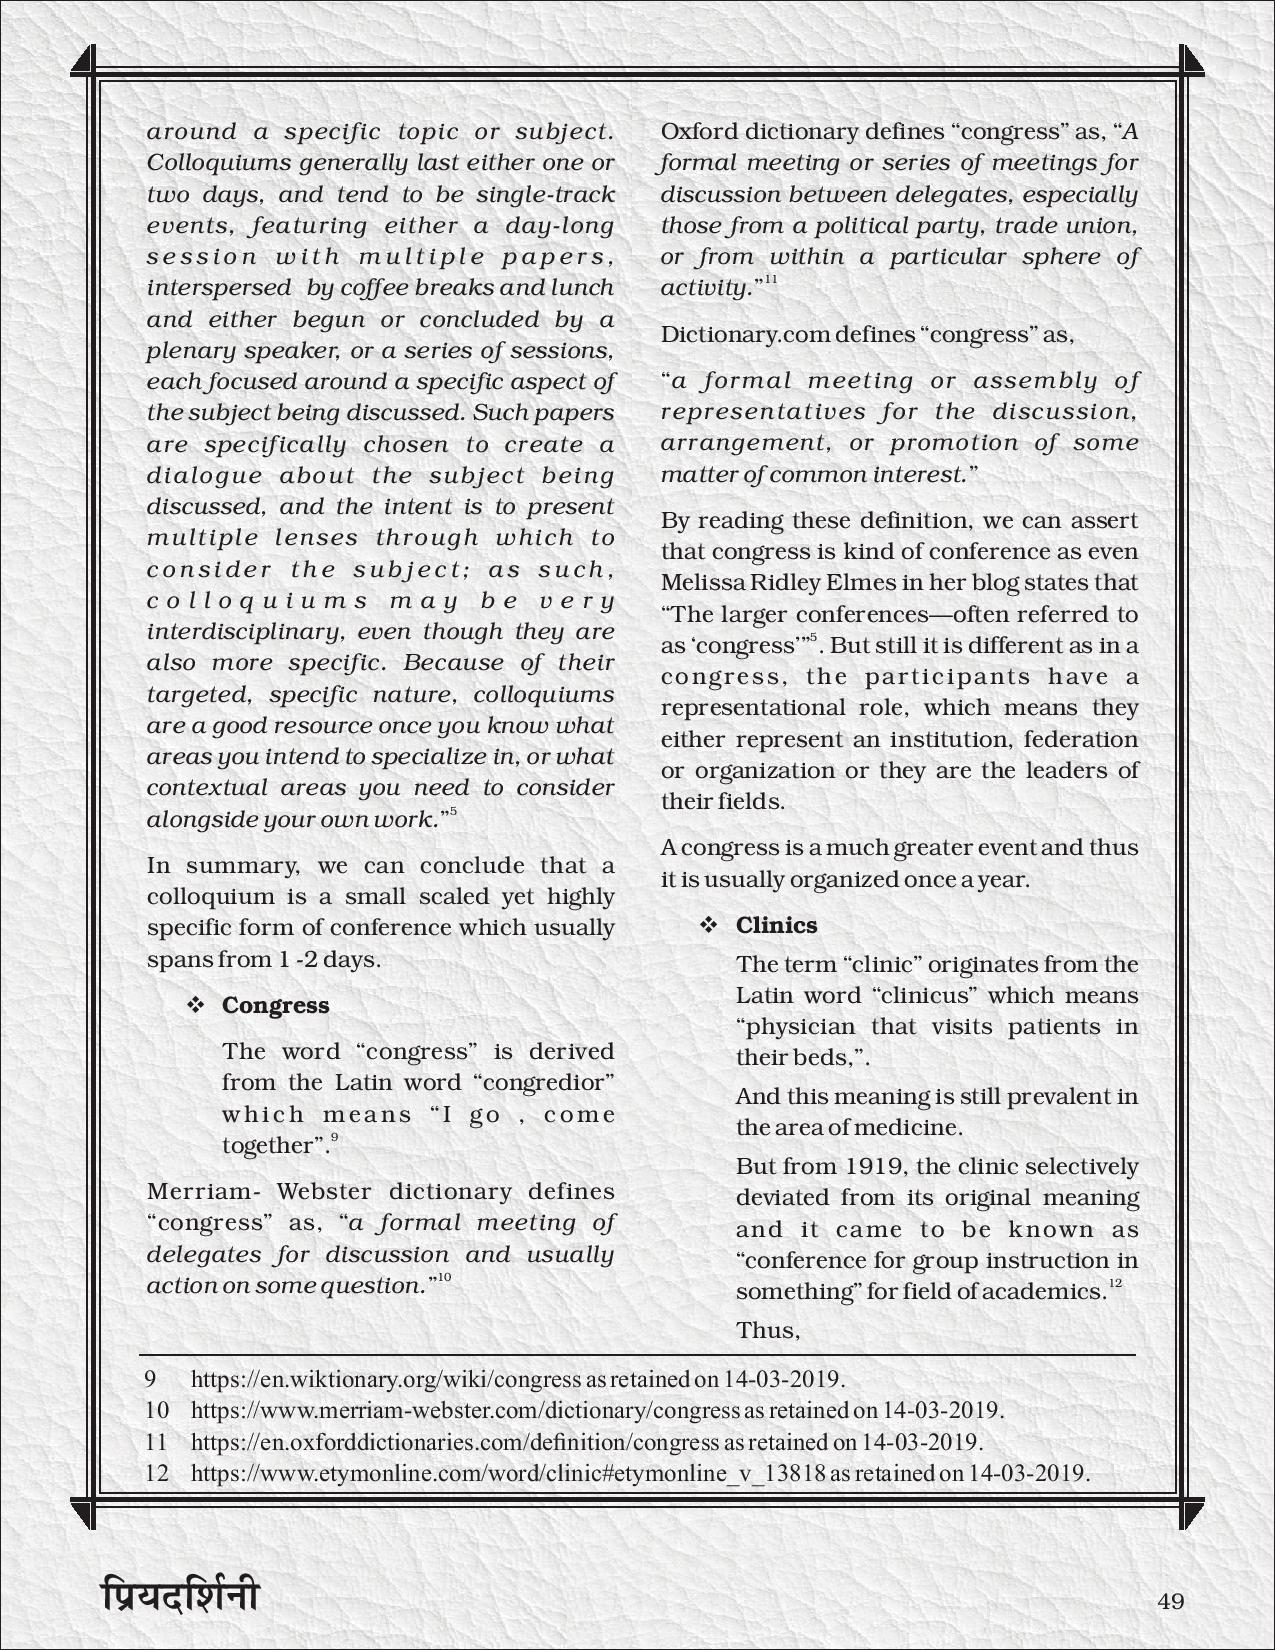 around a specific topic or subject.
Colloquiums generally last either one or
two days, and tend to be single-track
events, featuring either a day-long
session with multiple papers,
interspersed by coffee breaks and lunch
and either begun or concluded by a
plenary speaker, or a series of sessions,
each focused around a specific aspect of
the subject being discussed. Such papers
are specifically chosen to create a
dialogue about the subject being
discussed, and the intent is to present
multiple lenses through which to
consider the subject; as such,
colloquiums may be very
interdisciplinary, even though they are
also more specific. Because of their
targeted, specific nature, colloquiums
are a good resource once you know what
areas you intend to specialize in, or what
contextual areas you need to consider
alongside your own work.”5
In summary, we can conclude that a
colloquium is a small scaled yet highly
specific form of conference which usually
spans from 1 -2 days.
❖ Congress
The word “congress” is derived
from the Latin word “congredior”
which means “I go , come
together”.9
Merriam- Webster dictionary defines
“congress” as, “a formal meeting of
delegates for discussion and usually
action on some question.”10
Oxford dictionary defines “congress” as, “A
formal meeting or series of meetings for
discussion between delegates, especially
those from a political party, trade union,
or from within a particular sphere of
activity.”11
Dictionary.com defines “congress” as,
“a formal meeting or assembly of
representatives for the discussion,
arrangement, or promotion of some
matter of common interest.”
By reading these definition, we can assert
that congress is kind of conference as even
Melissa Ridley Elmes in her blog states that
“The larger conferences—often referred to
as ‘congress’”5. But still it is different as in a
congress, the participants have a
representational role, which means they
either represent an institution, federation
or organization or they are the leaders of
their fields.
A congress is a much greater event and thus
it is usually organized once a year.
❖ Clinics
The term “clinic” originates from the
Latin word “clinicus” which means
“physician that visits patients in
their beds,”.
And this meaning is still prevalent in
the area of medicine.
But from 1919, the clinic selectively
deviated from its original meaning
and it came to be known as
“conference for group instruction in
something” for field of academics.12
Thus,
9 https://en.wiktionary.org/wiki/congress as retained on 14-03-2019.
10 https://www.merriam-webster.com/dictionary/congress as retained on 14-03-2019.
11 https://en.oxforddictionaries.com/definition/congress as retained on 14-03-2019.
12 https://www.etymonline.com/word/clinic#etymonline_v_13818 as retained on 14-03-2019.
प्रियदर्शिनी
49